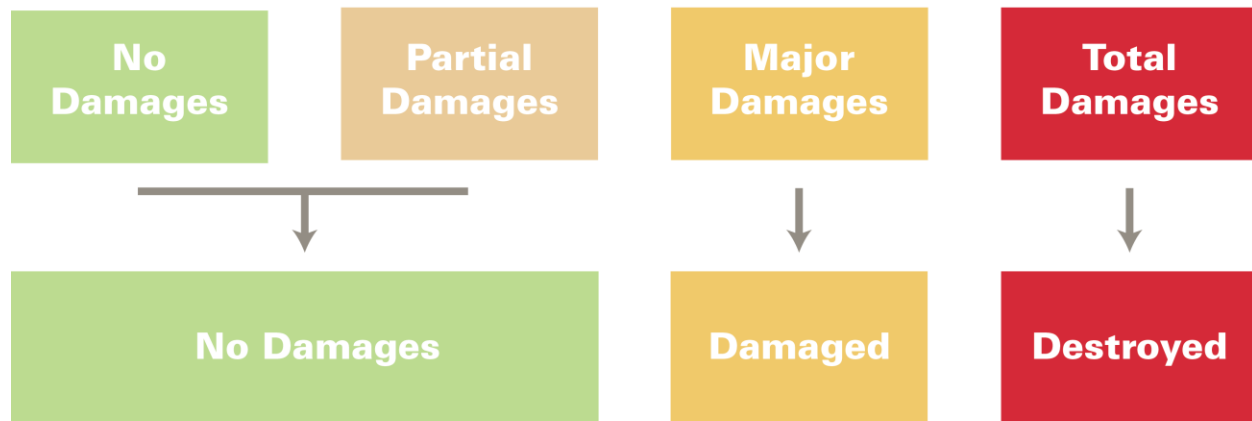 No
Damages
Partial
Damages
Major
Damages
Total
Damages
No Damages
Damaged
Destroyed